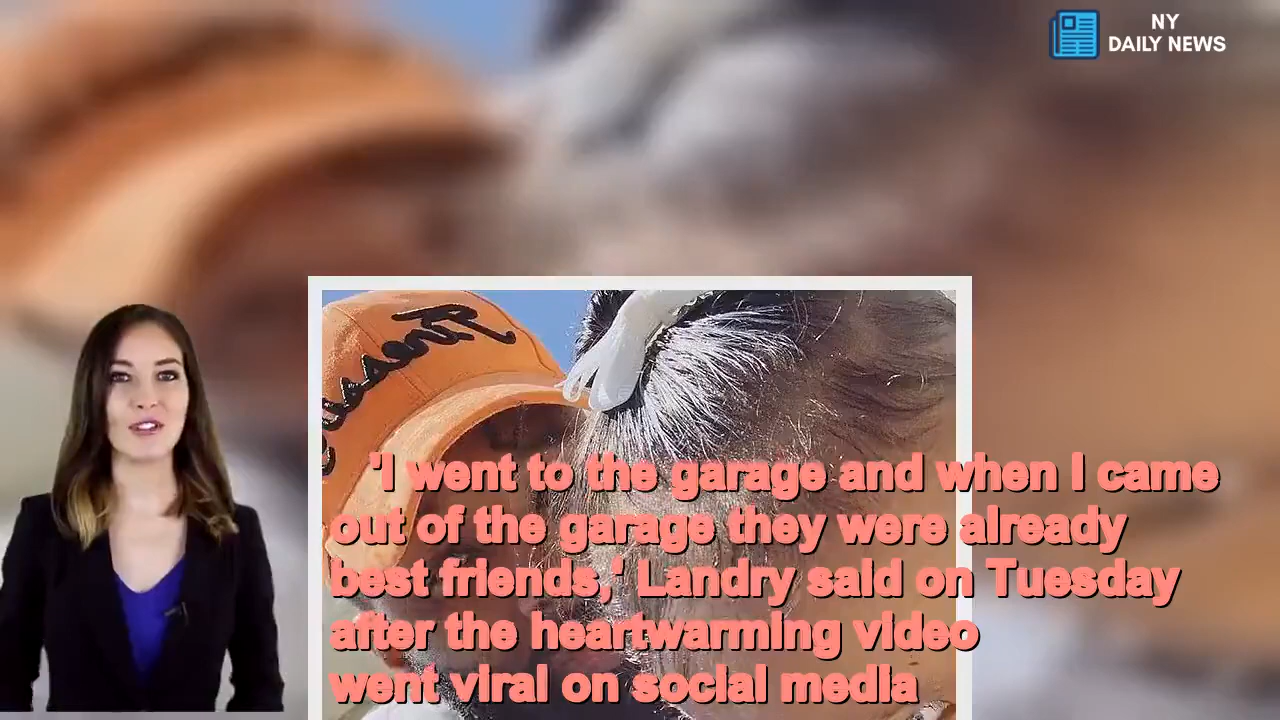 NY
DAILY NEWS
'I went to the garage and when I came
out of the garage they were already
best friends,' Landry said on Tuesday
after the heartwarming video
went viral on social media